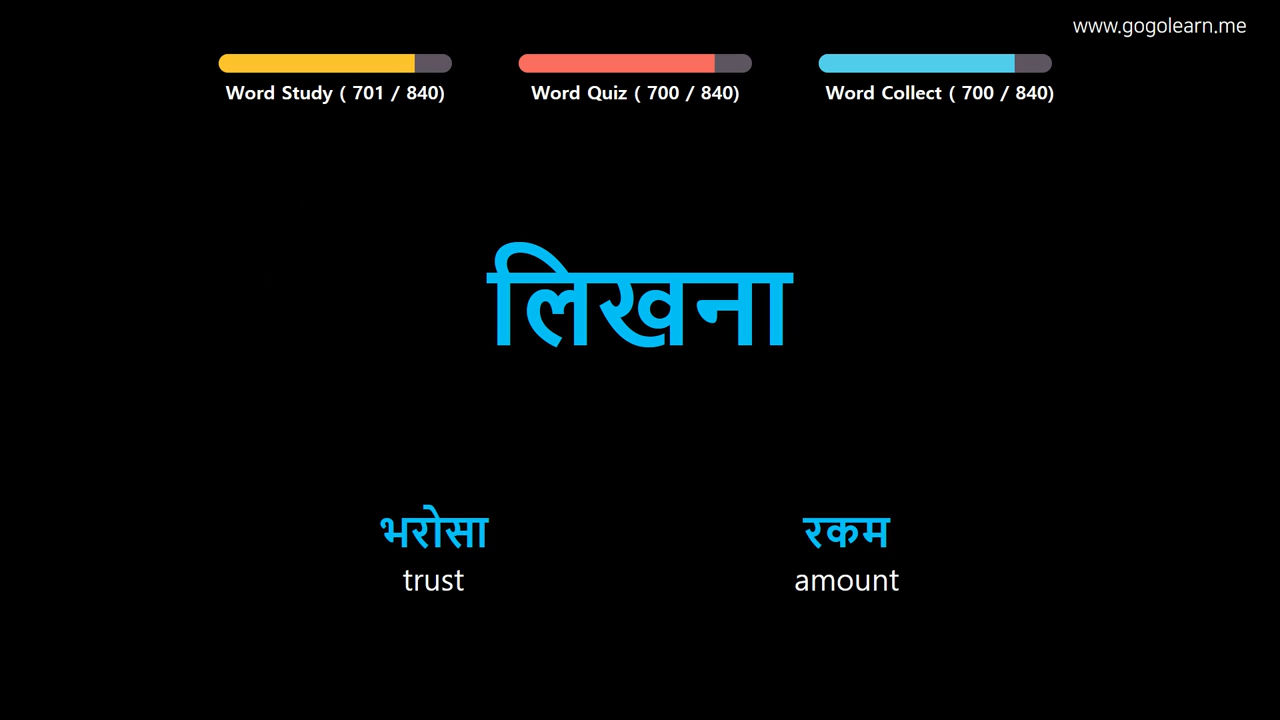 www.gogolearn.me
Word Study ( 701 / 840)
Word Quiz ( 700 / 840)
Word Collect ( 700 / 840)
लिखना
भरोसा
trust
रकम
amount